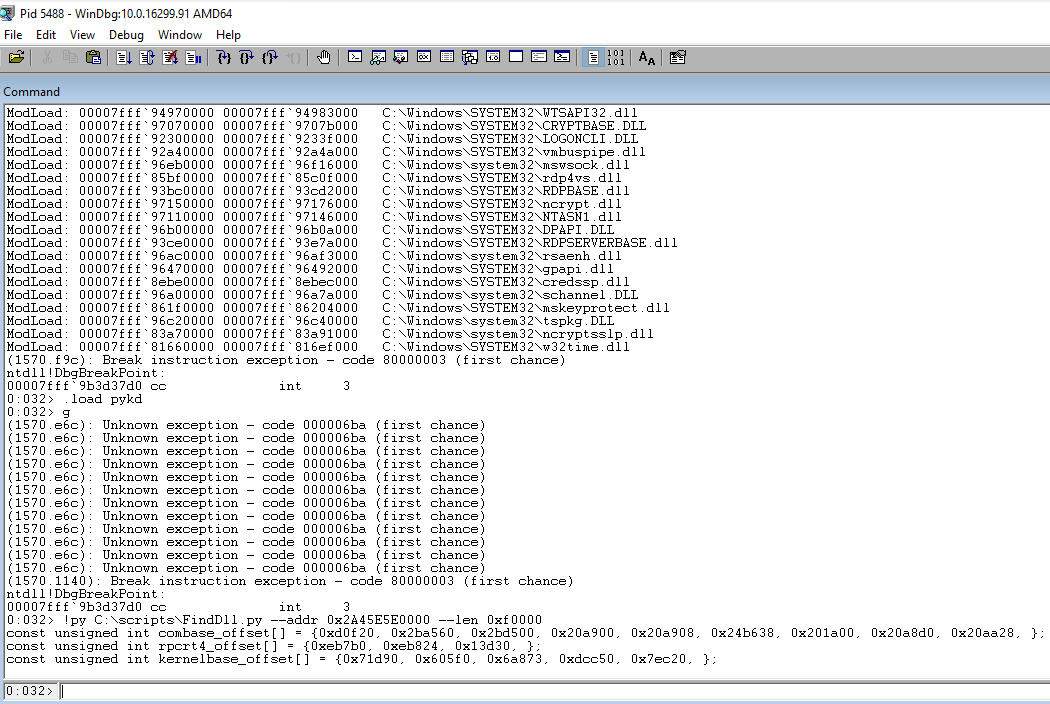 Pid 5488 - WinDbg:10.0.16299.91 AMD64
File Edit View Debug Window Help
Command
ModLoad: 00007fff`94970000 00007fff`94983000   C:\Windows\SYSTEM32\WTSAPI32.dll
ModLoad: 00007fff`97070000 00007fff`9707b000   C:\Windows\SYSTEM32\CRYPTBASE.DLL
ModLoad: 00007fff`92300000 00007fff`9233f000   C:\Windows\SYSTEM32\LOGONCLI.DLL
ModLoad: 00007fff`92a40000 00007fff`92a4a000   C:\Windows\SYSTEM32\vmbuspipe.dll
ModLoad: 00007fff`96eb0000 00007fff`96f16000   C:\Windows\system32\mswsock.dll
ModLoad: 00007fff`85bf0000 00007fff`85c0f000   C:\Windows\SYSTEM32\rdp4vs.dll
ModLoad: 00007fff`93bc0000 00007fff`93cd2000   C:\Windows\SYSTEM32\RDPBASE.dll
ModLoad: 00007fff`97150000 00007fff`97176000   C:\Windows\SYSTEM32\ncrypt.dll
ModLoad: 00007fff`97110000 00007fff`97146000   C:\Windows\SYSTEM32\NTASN1.dll
ModLoad: 00007fff`96b00000 00007fff`96b0a000   C:\Windows\SYSTEM32\DPAPI.DLL
ModLoad: 00007fff`93ce0000 00007fff`93e7a000   C:\Windows\SYSTEM32\RDPSERVERBASE.dll
ModLoad: 00007fff`96ac0000 00007fff`96af3000   C:\Windows\system32\rsaenh.dll
ModLoad: 00007fff`96470000 00007fff`96492000   C:\Windows\SYSTEM32\gpapi.dll
ModLoad: 00007fff`8ebe0000 00007fff`8ebec000   C:\Windows\SYSTEM32\credssp.dll
ModLoad: 00007fff`96a00000 00007fff`96a7a000   C:\Windows\system32\schannel.DLL
ModLoad: 00007fff`861f0000 00007fff`86204000   C:\Windows\SYSTEM32\mskeyprotect.dll
ModLoad: 00007fff`96c20000 00007fff`96c40000   C:\Windows\system32\tspkg.DLL
ModLoad: 00007fff`83a70000 00007fff`83a91000   C:\Windows\system32\ncryptsslp.dll
ModLoad: 00007fff`81660000 00007fff`816ef000   C:\Windows\SYSTEM32\w32time.dll
(1570.f9c): Break instruction exception - code 80000003 (first chance)
ntdll!DbgBreakPoint:
00007fff`9b3d37d0 cc              int     3
0:032> .load pykd
0:032> g
(1570.e6c): Unknown exception - code 000006ba (first chance)
(1570.e6c): Unknown exception - code 000006ba (first chance)
(1570.e6c): Unknown exception - code 000006ba (first chance)
(1570.e6c): Unknown exception - code 000006ba (first chance)
(1570.e6c): Unknown exception - code 000006ba (first chance)
(1570.e6c): Unknown exception - code 000006ba (first chance)
(1570.e6c): Unknown exception - code 000006ba (first chance)
(1570.e6c): Unknown exception - code 000006ba (first chance)
(1570.e6c): Unknown exception - code 000006ba (first chance)
(1570.e6c): Unknown exception - code 000006ba (first chance)
(1570.e6c): Unknown exception - code 000006ba (first chance)
(1570.e6c): Unknown exception - code 000006ba (first chance)
(1570.1140): Break instruction exception - code 80000003 (first chance)
ntdll!DbgBreakPoint:
00007fff`9b3d37d0 cc              int     3
0:032> !py C:\scripts\FindDll.py --addr 0x2A45E5E0000 --len 0xf0000
const unsigned int combase_offset[] = {0xd0f20, 0x2ba560, 0x2bd500, 0x20a900, 0x20a908, 0x24b638, 0x201a00, 0x20a8d0, 0x20aa28, };
const unsigned int rpcrt4_offset[] = {0xeb7b0, 0xeb824, 0x13d30, };
const unsigned int kernelbase_offset[] = {0x71d90, 0x605f0, 0x6a873, 0xdcc50, 0x7ec20, };
0:032>